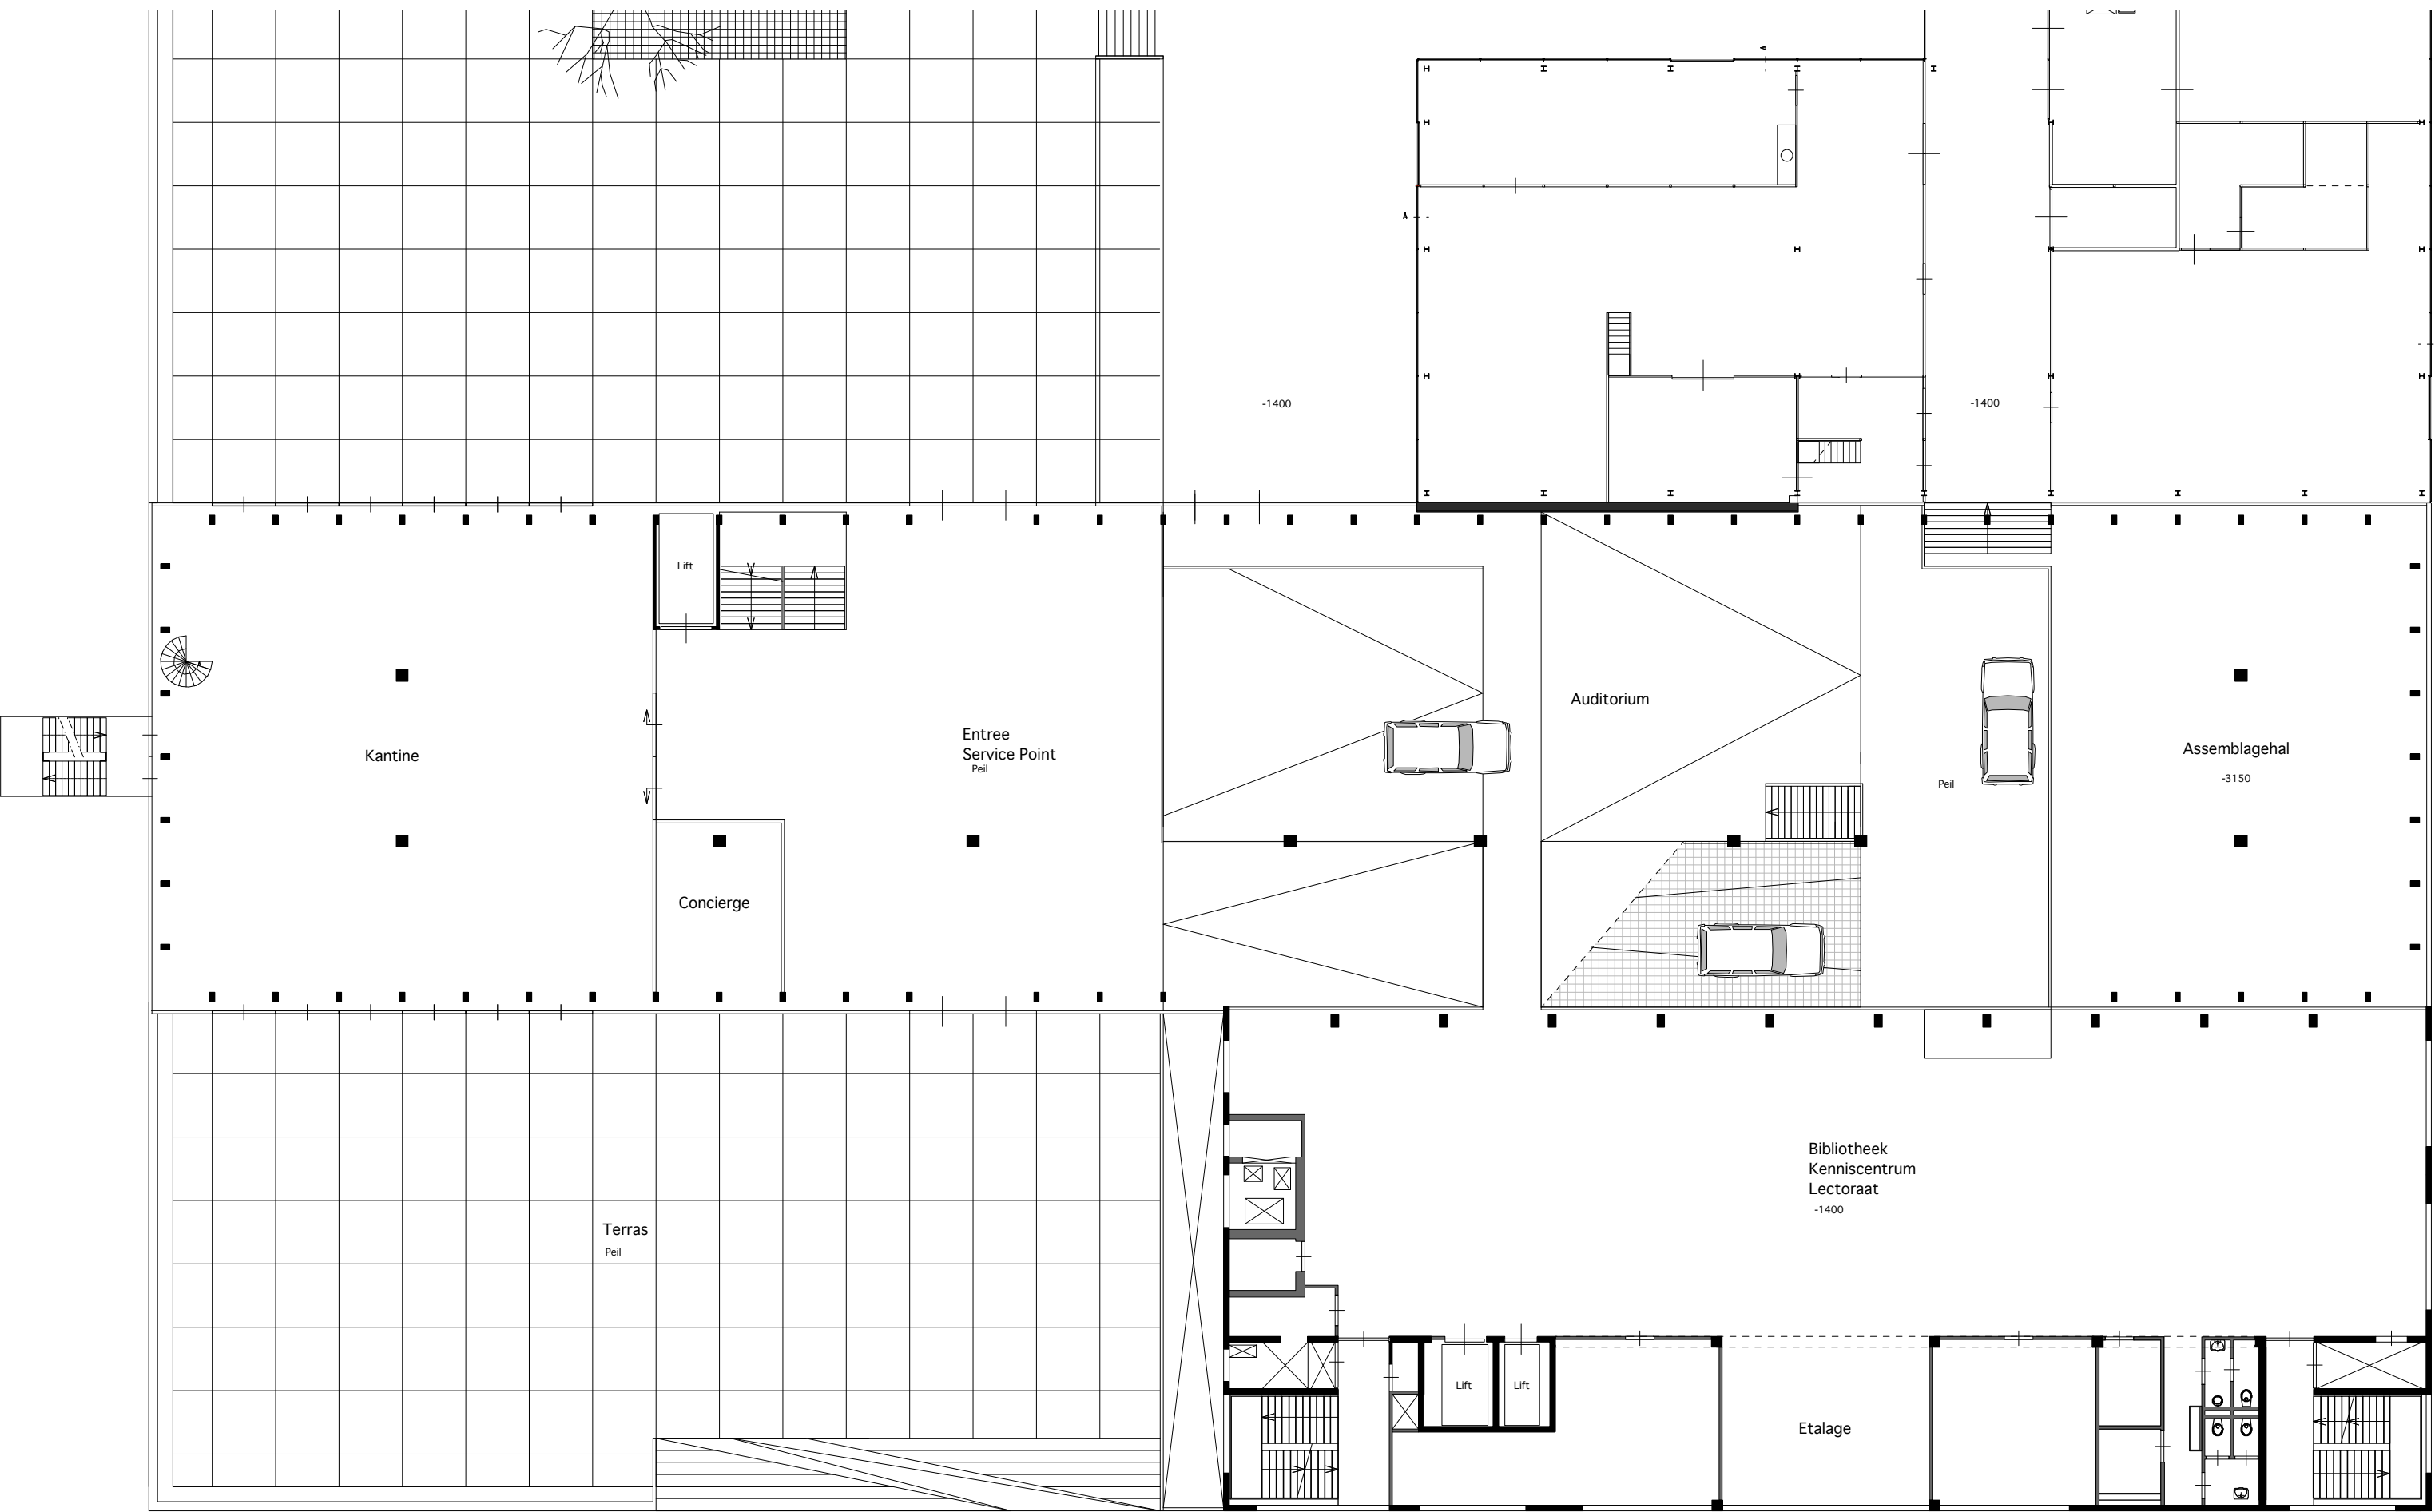 -1400
-1400
Lift
Kantine
Entree
Service Point
Peil
Auditorium
Peil
Assemblagehal
-3150
Concierge
Terras
Peil
Bibliotheek
Kenniscentrum
Lectoraat
-1400
Lift
Lift
Etalage